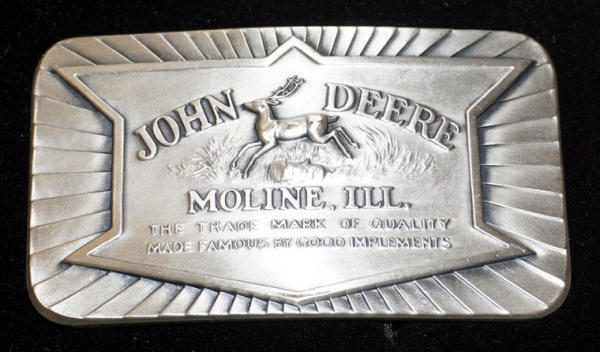 JOHN DEERE
MOLINE, ILL.
THE TRADE MARK OF QUALITY
MADE FAMOUS BY GOOD IMPLEMENTS